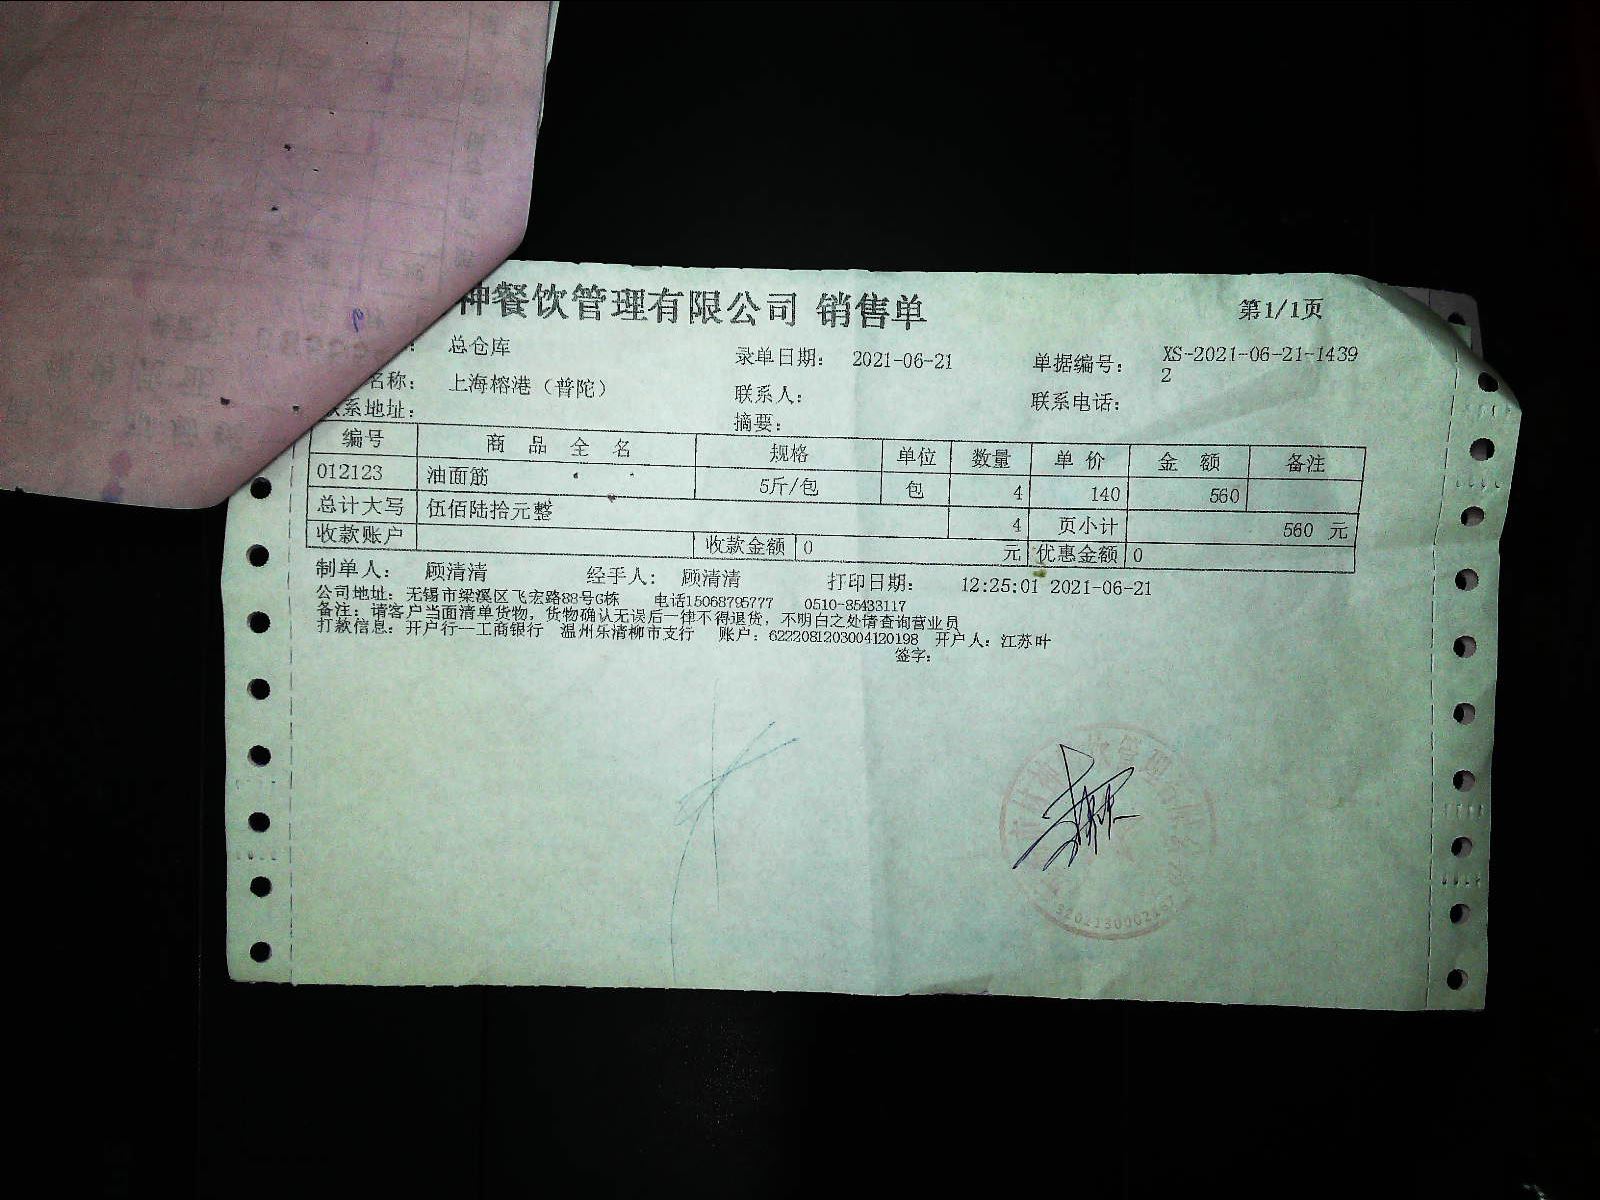 神餐饮管理有限公司 销售单 第1/1页
总仓库 录单日期: 2021-06-21 单据编号: XS-2021-06-21-14392
名称: 上海榕港（普陀） 联系人: 联系电话:
联系地址: 摘要:
编号 商品全名 规格 单位 数量 单价 金额 备注
012123 油面筋 5斤/包 包 4 140 560
总计大写 伍佰陆拾元整 4 页小计 560 元
收款账户 收款金额 0 元 优惠金额 0
制单人: 顾清清 经手人: 顾清清 打印日期: 12:25:01 2021-06-21
公司地址: 无锡市梁溪区飞宏路88号G栋 电话15068795777 0510-85433117
备注: 请客户当面清单货物, 货物确认无误后一律不得退货, 不明白之处请查询营业员
打款信息: 开户行--工商银行 温州乐清柳市支行 账户: 6222081203004120198 开户人: 江苏叶
签字: